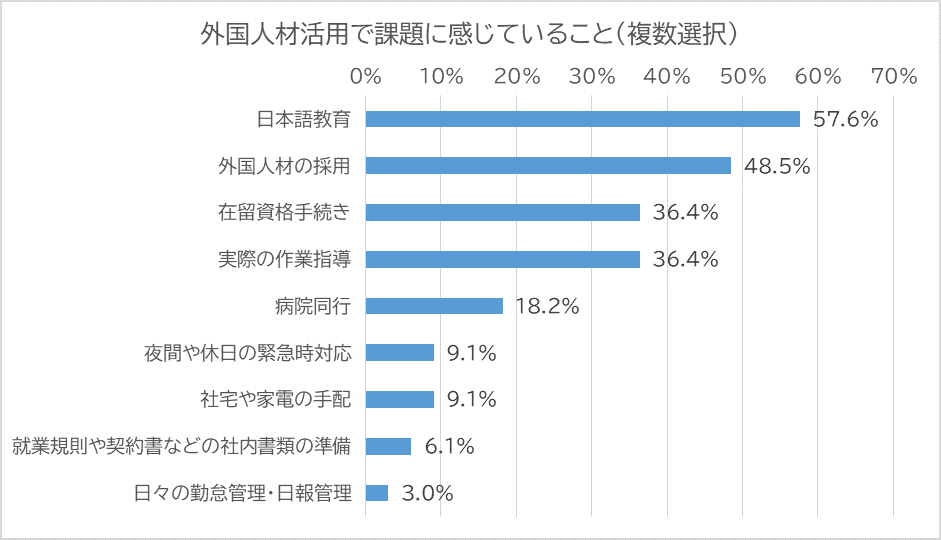 外国人材活用で課題に感じていること（複数選択）
0% 10% 20% 30% 40% 50% 60% 70%
日本語教育 57.6%
外国人材の採用 48.5%
在留資格手続き 36.4%
実際の作業指導 36.4%
病院同行 18.2%
夜間や休日の緊急時対応 9.1%
社宅や家電の手配 9.1%
就業規則や契約書などの社内書類の準備 6.1%
日々の勤怠管理・日報管理 3.0%